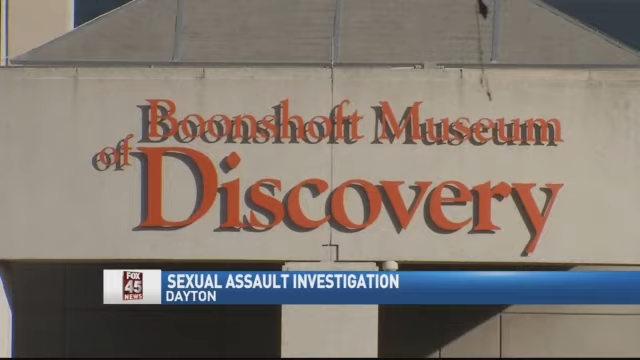 Boonshoft Museum
of Discovery
FOX
45
NEWS
SEXUAL ASSAULT INVESTIGATION
DAYTON